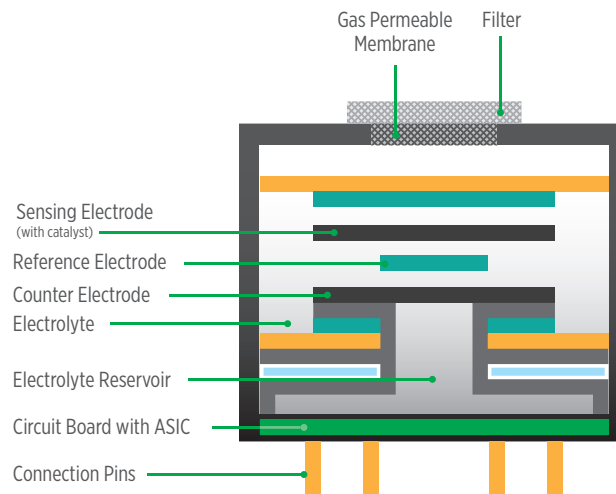 Gas Permeable
Membrane
Filter
Sensing Electrode
(with catalyst)
Reference Electrode
Counter Electrode
Electrolyte
Electrolyte Reservoir
Circuit Board with ASIC
Connection Pins